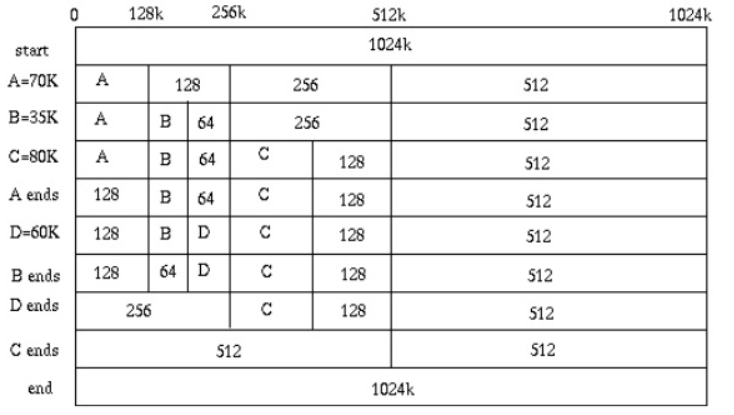 0 128k 256k 512k 1024k
start 1024k
A=70K A 128 256 512
B=35K A B 64 256 512
C=80K A B 64 C 128 512
A ends 128 B 64 C 128 512
D=60K 128 B D C 128 512
B ends 128 64 D C 128 512
D ends 256 C 128 512
C ends 512 512
end 1024k